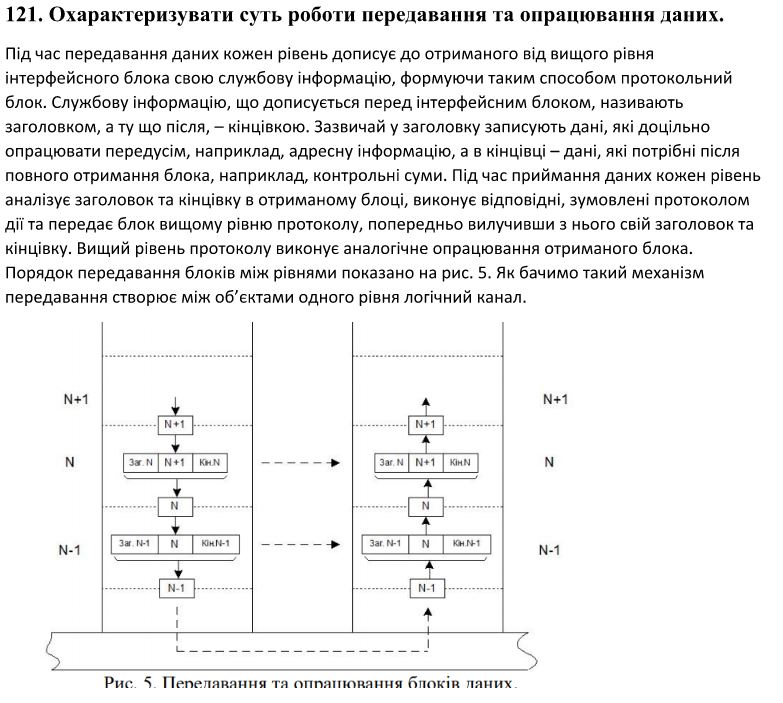 121. Охарактеризувати суть роботи передавання та опрацювання даних.
Під час передавання даних кожен рівень дописує до отриманого від вищого рівня
інтерфейсного блока свою службову інформацію, формуючи таким способом протокольний
блок. Службову інформацію, що дописується перед інтерфейсним блоком, називають
заголовком, а ту що після, – кінцівкою. Зазвичай у заголовку записують дані, які доцільно
опрацювати передусім, наприклад, адресну інформацію, а в кінцівці – дані, які потрібні після
повного отримання блока, наприклад, контрольні суми. Під час приймання даних кожен рівень
аналізує заголовок та кінцівку в отриманому блоці, виконує відповідні, зумовлені протоколом
дії та передає блок вищому рівню протоколу, попередньо вилучивши з нього свій заголовок та
кінцівку. Вищий рівень протоколу виконує аналогічне опрацювання отриманого блока.
Порядок передавання блоків між рівнями показано на рис. 5. Як бачимо такий механізм
передавання створює між об’єктами одного рівня логічний канал.
N+1 N+1
N+1 N+1
N Заг. N N+1 Кін.N Заг. N N+1 Кін.N N
N N
N-1 Заг. N-1 N Кін.N-1 Заг. N-1 N Кін.N-1 N-1
N-1 N-1
Рис. 5. Передавання та опрацювання блоків даних.